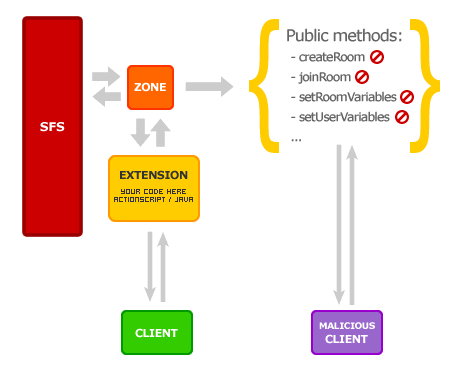 Public methods:
- createRoom
- joinRoom
- setRoomVariables
- setUserVariables
...
ZONE
SFS
EXTENSION
YOUR CODE HERE
ACTIONSCRIPT / JAVA
CLIENT
MALICIOUS
CLIENT